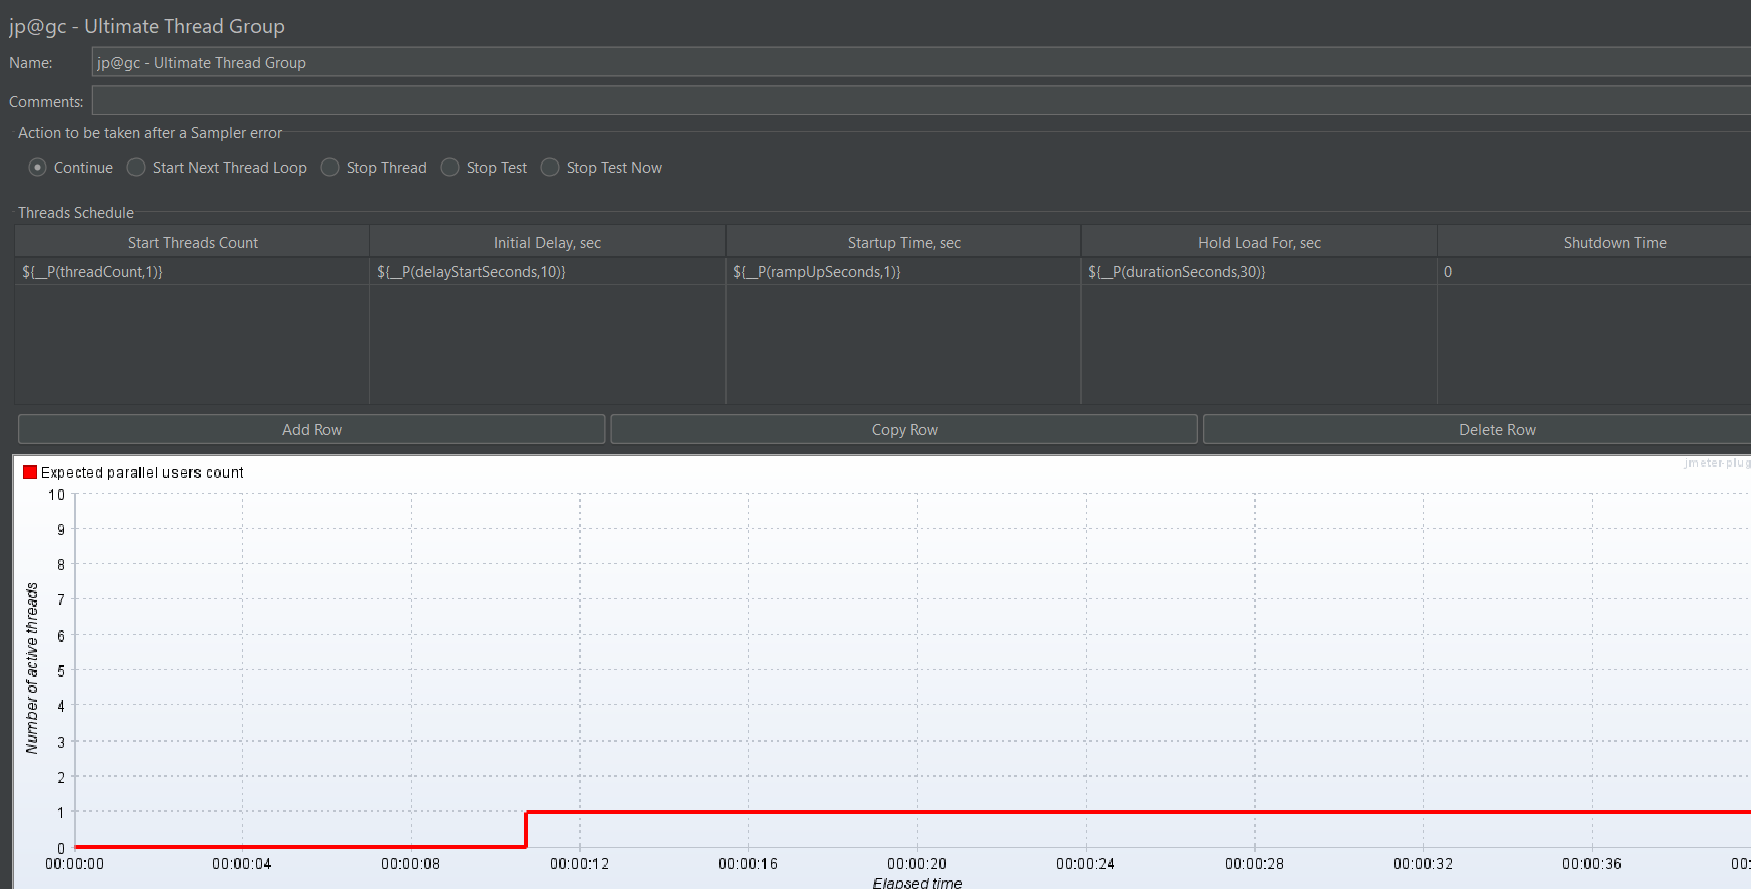 jp@gc - Ultimate Thread Group
Name: jp@gc - Ultimate Thread Group
Comments:
Action to be taken after a Sampler error
Continue Start Next Thread Loop Stop Thread Stop Test Stop Test Now
Threads Schedule
Start Threads Count Initial Delay, sec Startup Time, sec Hold Load For, sec Shutdown Time
${__P(threadCount,1)} ${__P(delayStartSeconds,10)} ${__P(rampUpSeconds,1)} ${__P(durationSeconds,30)} 0
Add Row Copy Row Delete Row
Expected parallel users count
jmeter-plug
10
9
8
7
6
5
4
3
2
1
0
Number of active threads
00:00:00 00:00:04 00:00:08 00:00:12 00:00:16 00:00:20 00:00:24 00:00:28 00:00:32 00:00:36 00:
Elapsed time